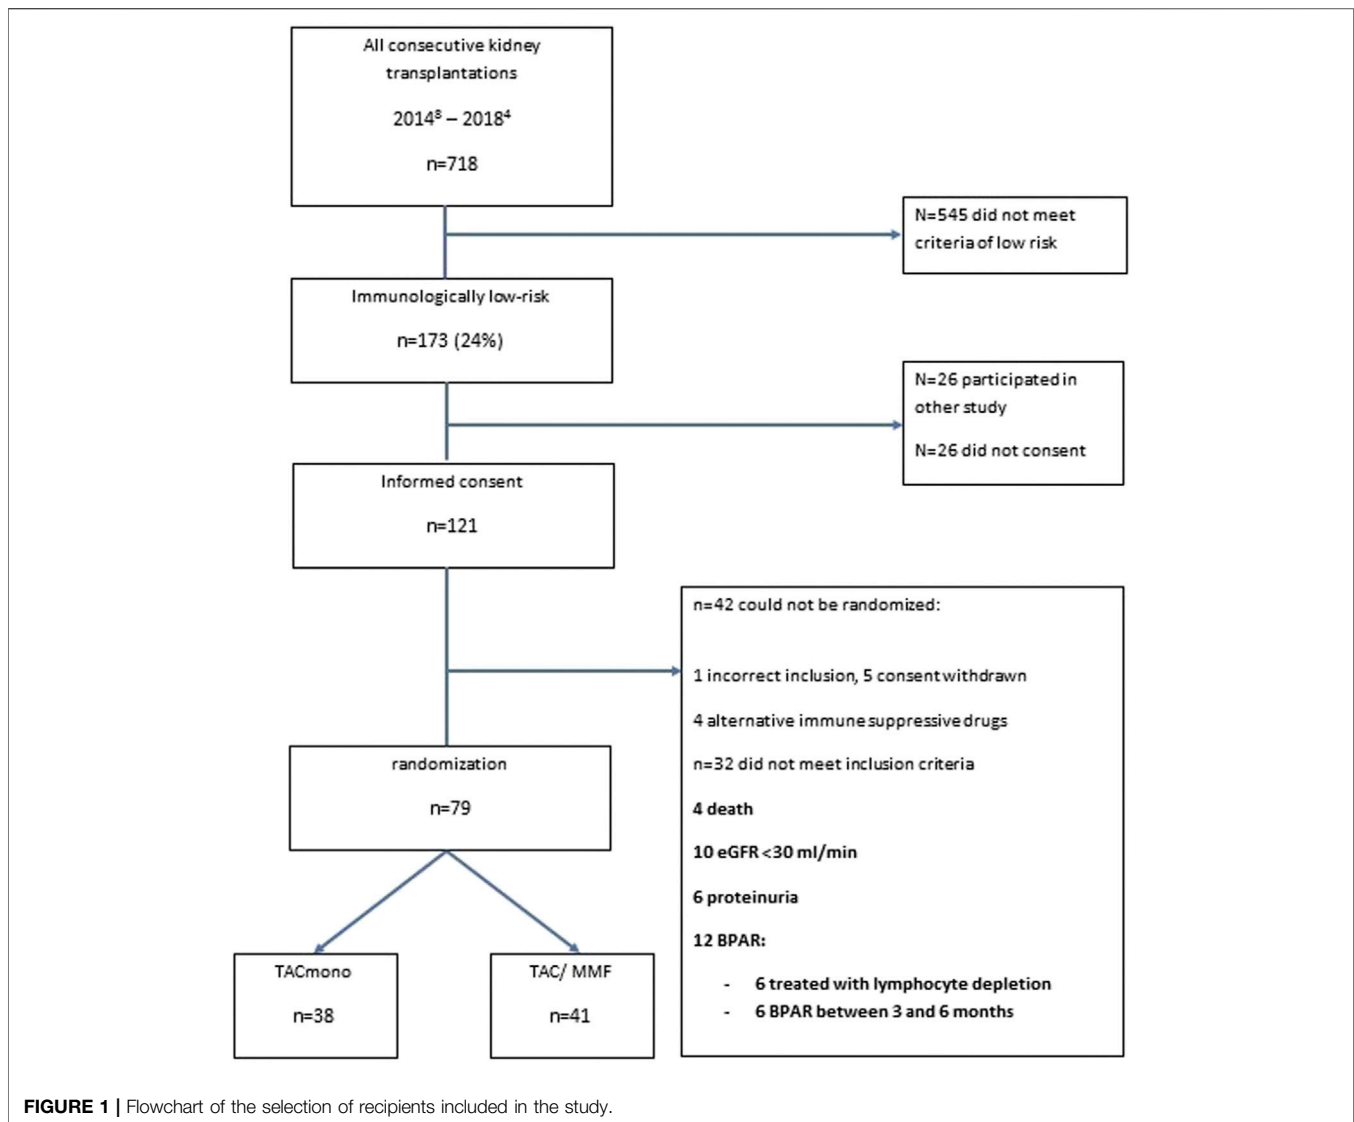 All consecutive kidney
transplantations
2014⁸ – 2018⁴
n=718
N=545 did not meet
criteria of low risk
Immunologically low-risk
n=173 (24%)
N=26 participated in
other study
N=26 did not consent
Informed consent
n=121
n=42 could not be randomized:
1 incorrect inclusion, 5 consent withdrawn
4 alternative immune suppressive drugs
n=32 did not meet inclusion criteria
4 death
10 eGFR <30 ml/min
6 proteinuria
12 BPAR:
- 6 treated with lymphocyte depletion
- 6 BPAR between 3 and 6 months
randomization
n=79
TACmono
n=38
TAC/ MMF
n=41
FIGURE 1 | Flowchart of the selection of recipients included in the study.